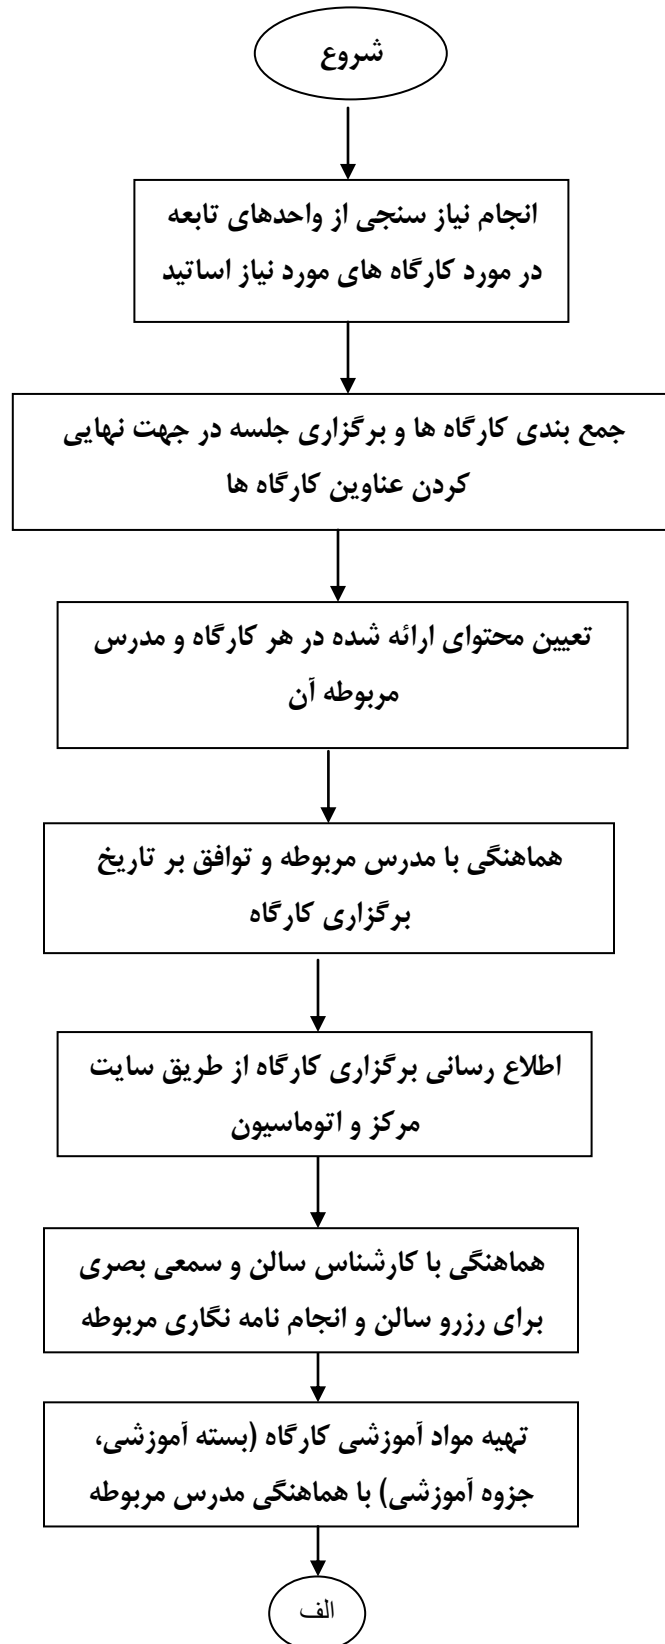 شروع
انجام نیاز سنجی از واحدهای تابعه
در مورد کارگاه های مورد نیاز اساتید
جمع بندی کارگاه ها و برگزاری جلسه در جهت نهایی
کردن عناوین کارگاه ها
تعیین محتوای ارائه شده در هر کارگاه و مدرس
مربوطه آن
هماهنگی با مدرس مربوطه و توافق بر تاریخ
برگزاری کارگاه
اطلاع رسانی برگزاری کارگاه از طریق سایت
مرکز و اتوماسیون
هماهنگی با کارشناس سالن و سمعی بصری
برای رزرو سالن و انجام نامه نگاری مربوطه
تهیه مواد آموزشی کارگاه (بسته آموزشی،
جزوه آموزشی) با هماهنگی مدرس مربوطه
الف